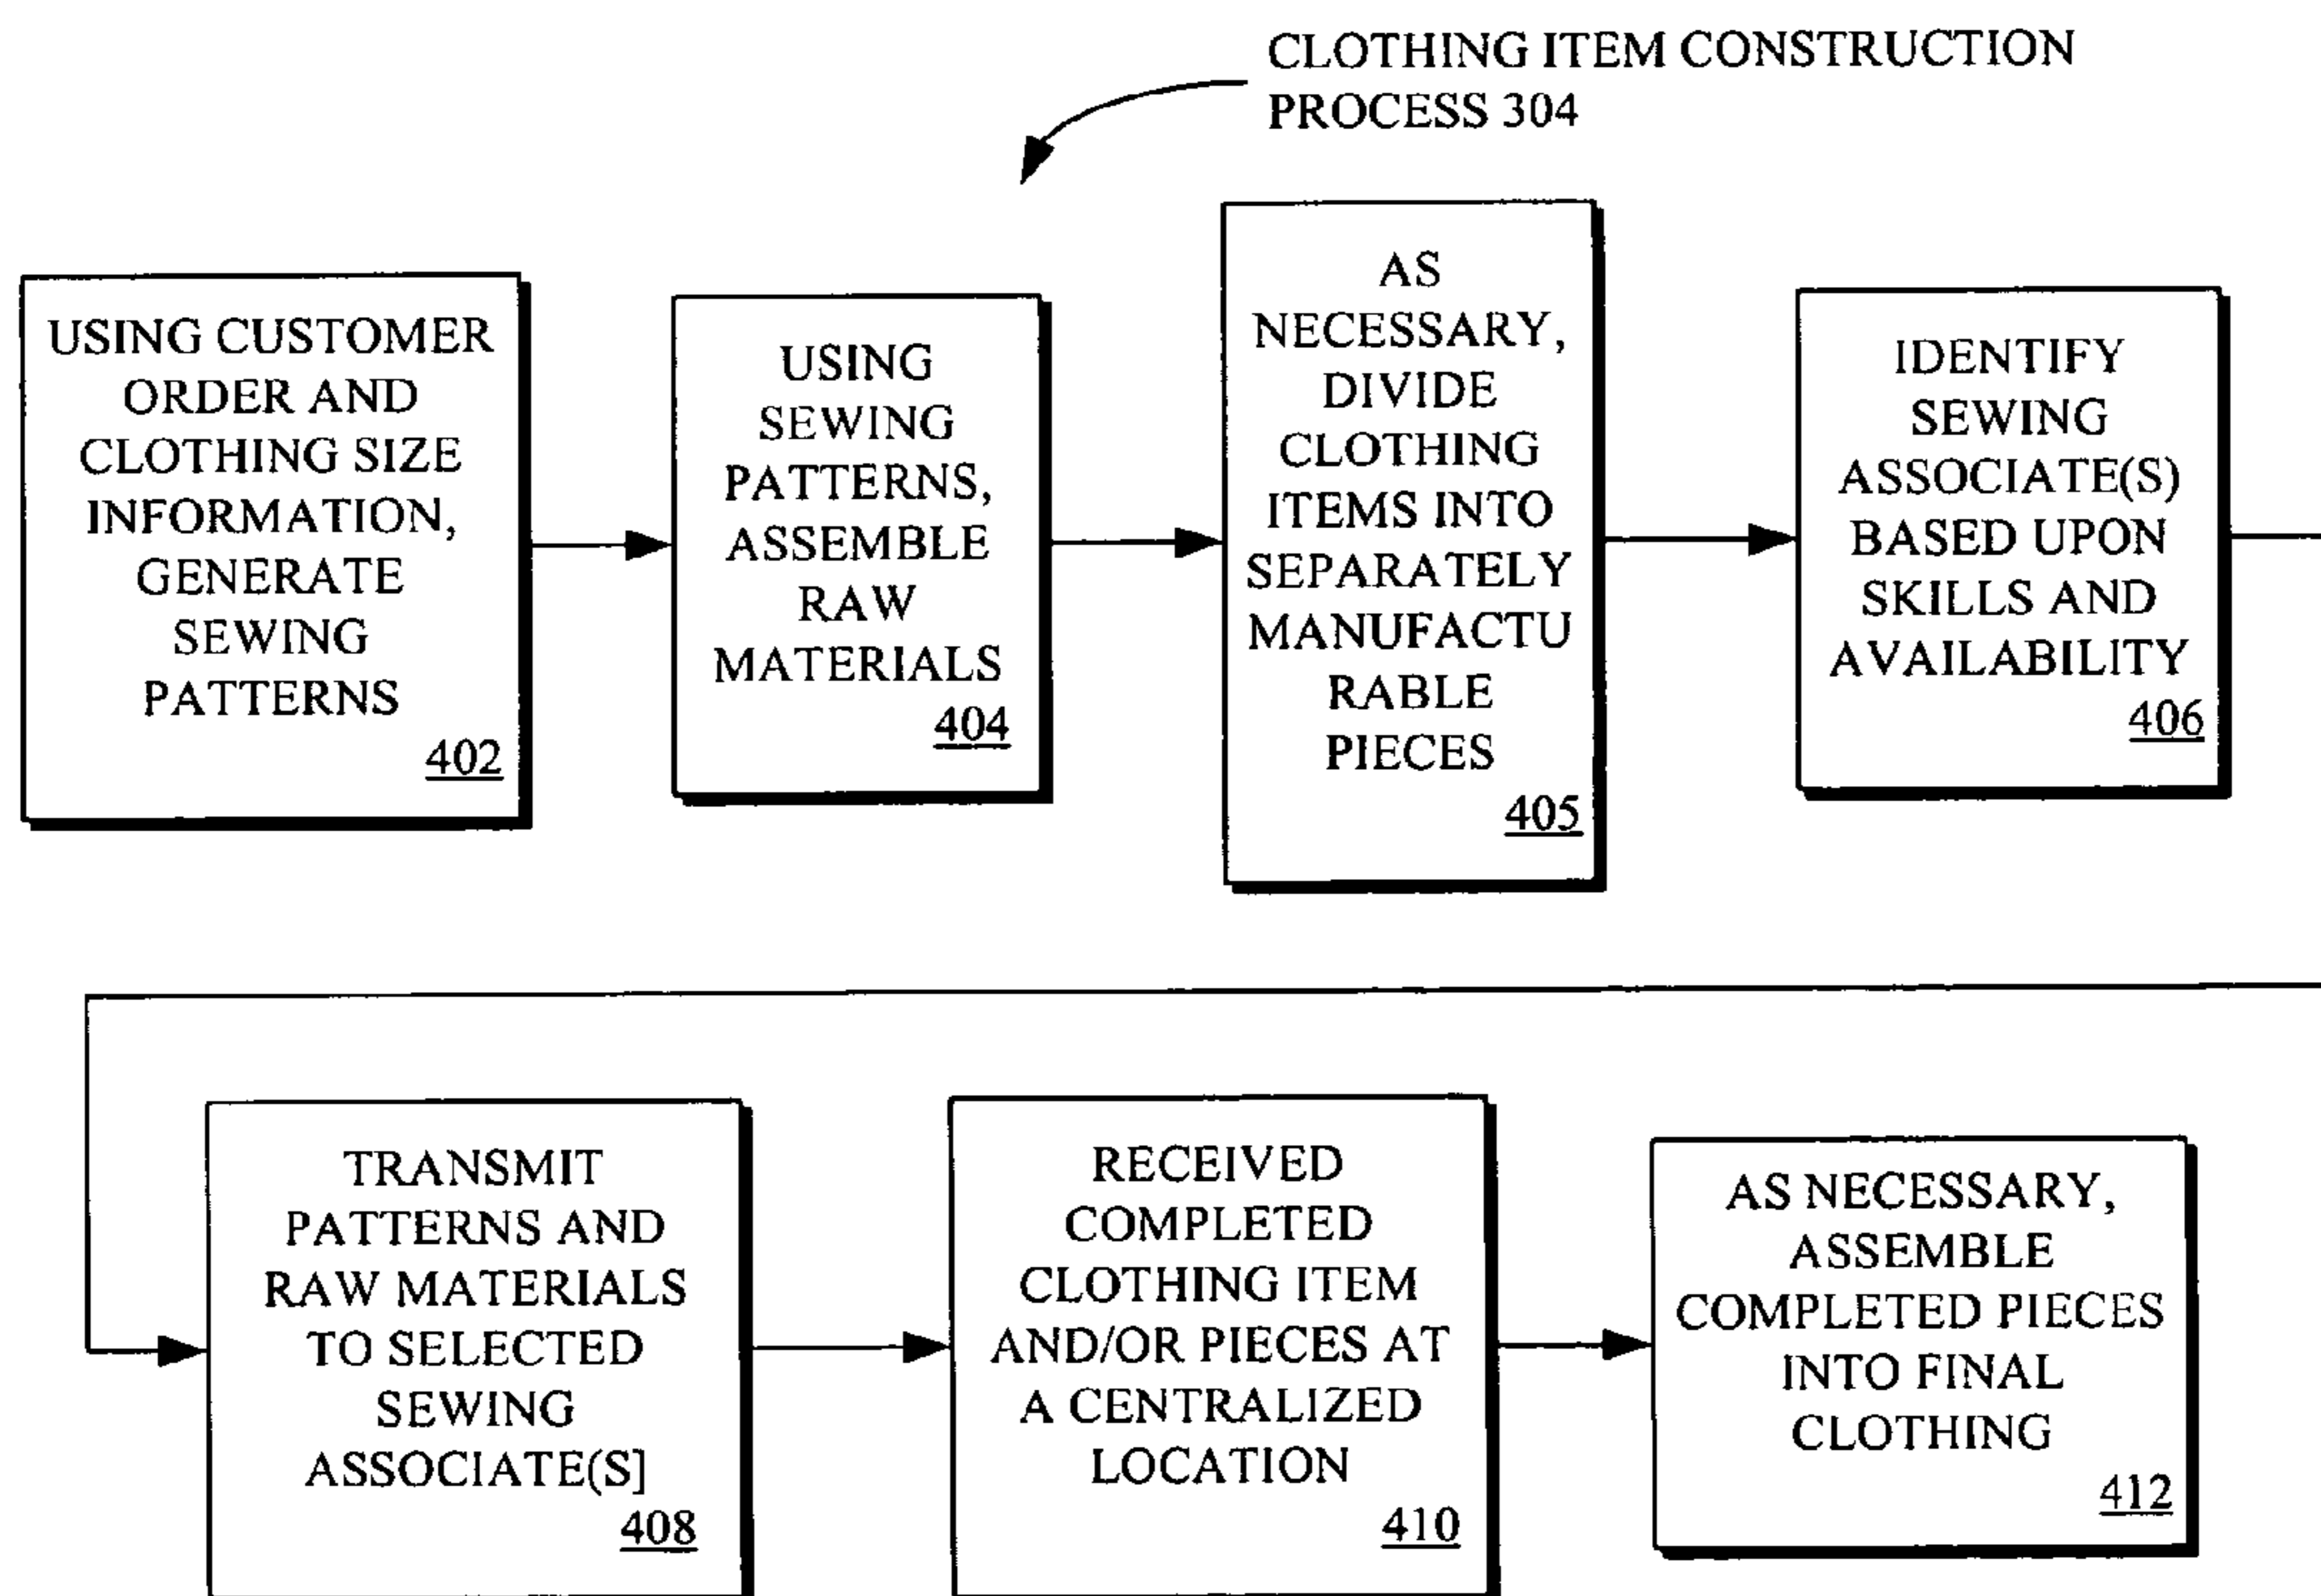 CLOTHING ITEM CONSTRUCTION
PROCESS 304
USING CUSTOMER
ORDER AND
CLOTHING SIZE
INFORMATION,
GENERATE
SEWING
PATTERNS
402
USING
SEWING
PATTERNS,
ASSEMBLE
RAW
MATERIALS
404
AS
NECESSARY,
DIVIDE
CLOTHING
ITEMS INTO
SEPARATELY
MANUFACTU
RABLE
PIECES
405
IDENTIFY
SEWING
ASSOCIATE(S)
BASED UPON
SKILLS AND
AVAILABILITY
406
TRANSMIT
PATTERNS AND
RAW MATERIALS
TO SELECTED
SEWING
ASSOCIATE(S]
408
RECEIVED
COMPLETED
CLOTHING ITEM
AND/OR PIECES AT
A CENTRALIZED
LOCATION
410
AS NECESSARY,
ASSEMBLE
COMPLETED PIECES
INTO FINAL
CLOTHING
412